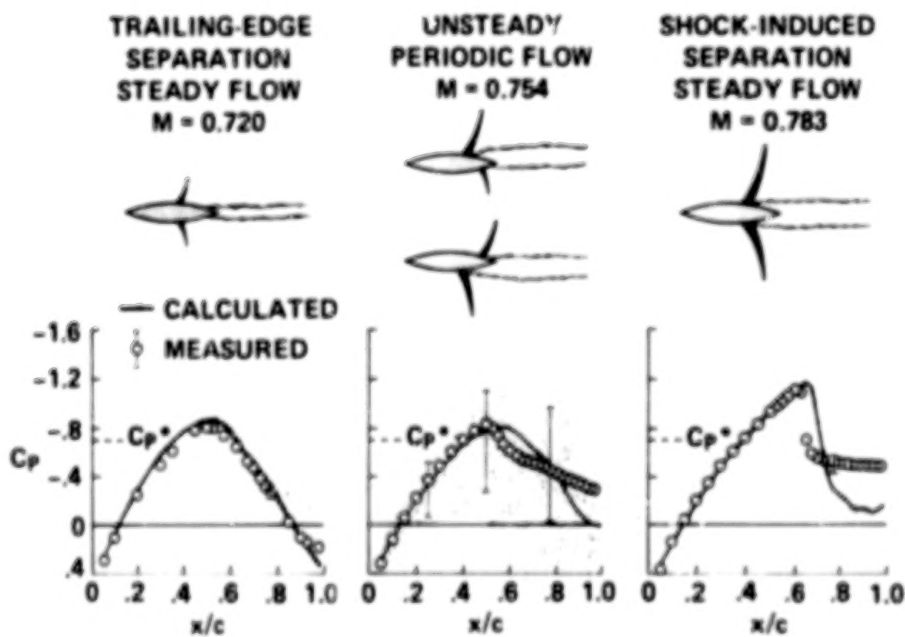 TRAILING-EDGE
SEPARATION
STEADY FLOW
M = 0.720
UNSTEADY
PERIODIC FLOW
M = 0.754
SHOCK-INDUCED
SEPARATION
STEADY FLOW
M = 0.783
CALCULATED
MEASURED
-1.6
-1.2
-.8
-.4
0
.4
Cp
Cp*
Cp*
Cp*
0 .2 .4 .6 .8 1.0
0 .2 .4 .6 .8 1.0
0 .2 .4 .6 .8 1.0
x/c
x/c
x/c